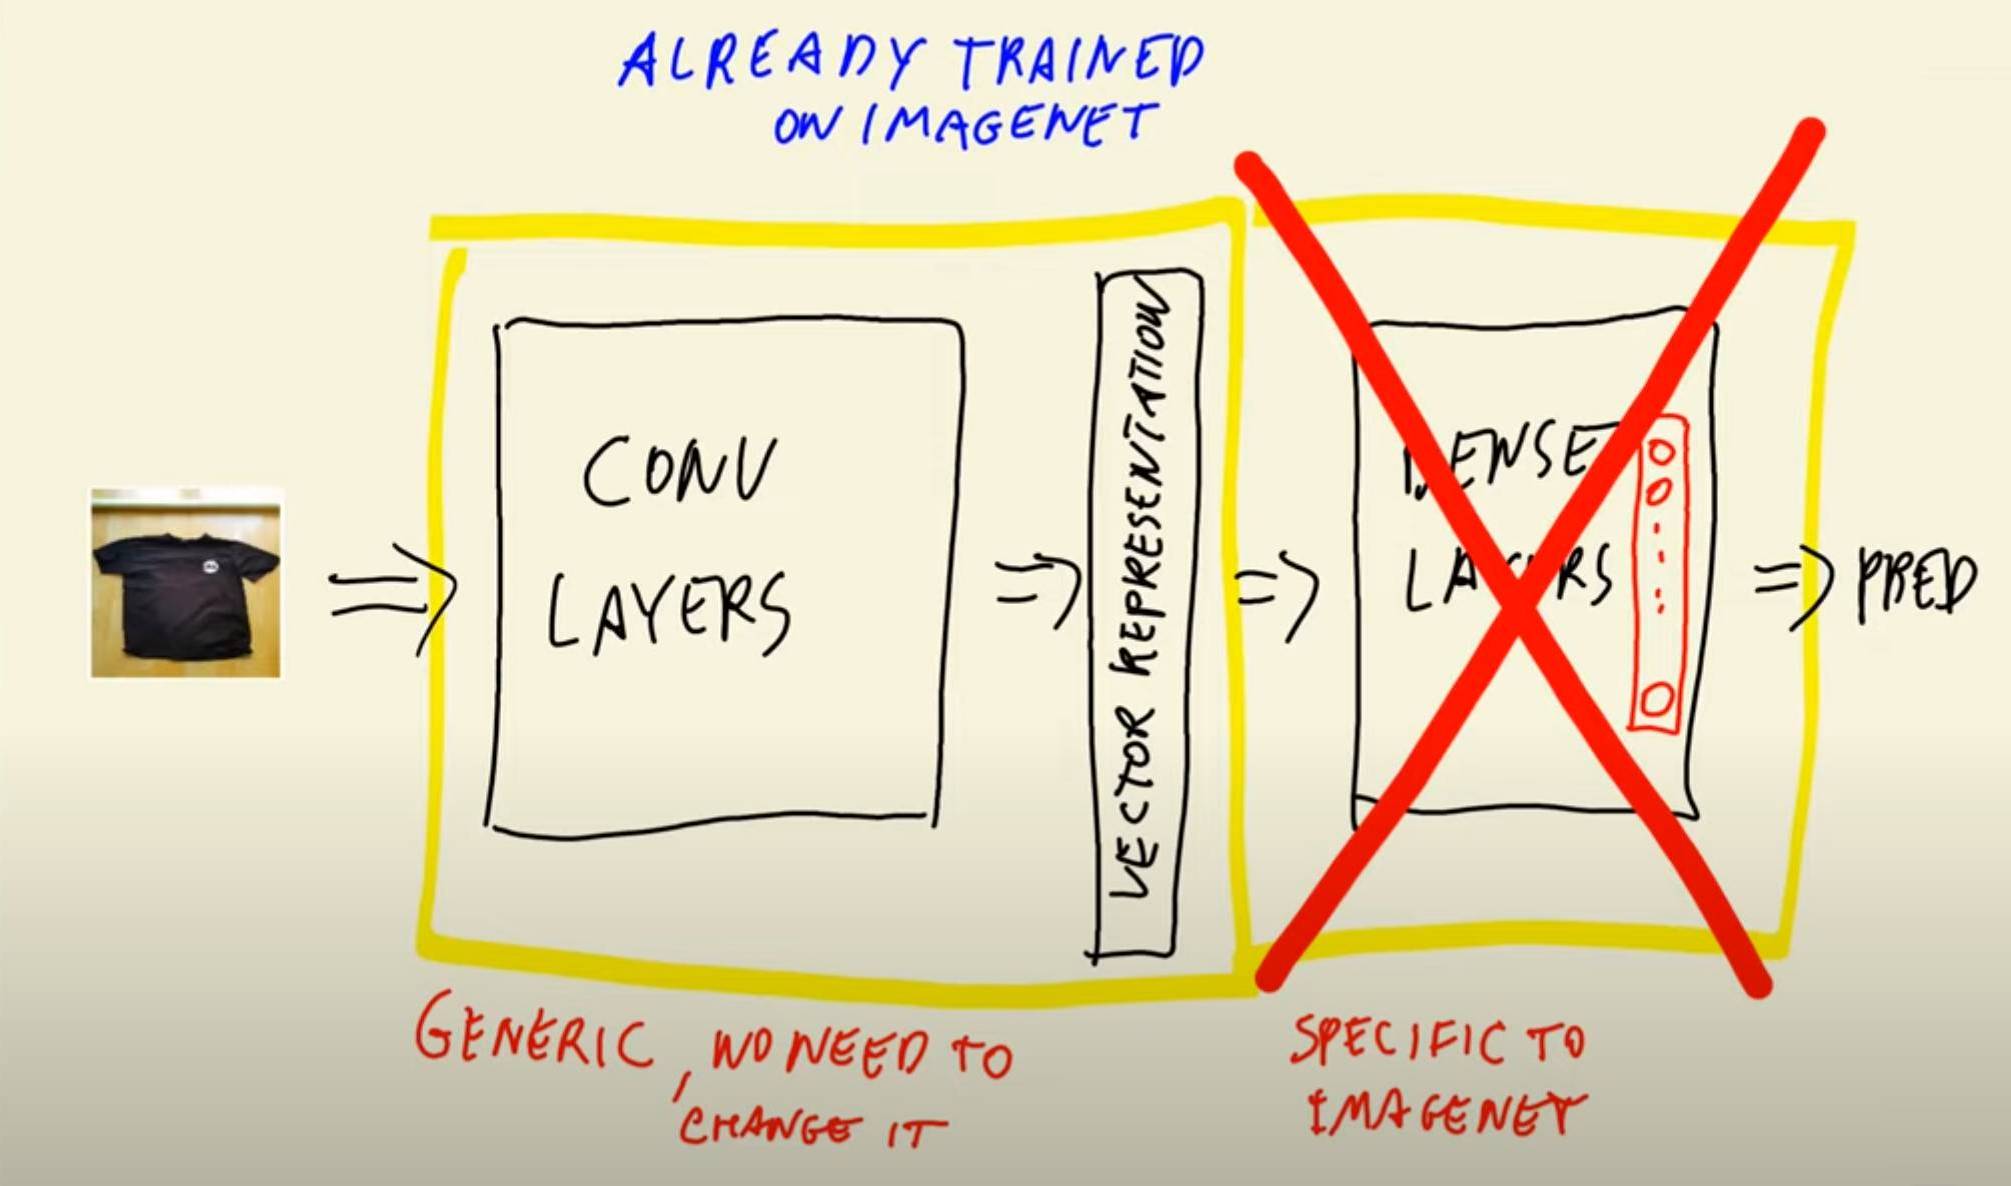 ALREADY TRAINED
ON IMAGENET
CONV
LAYERS
VECTOR REPRESENTATION
DENSE
LAYERS
PRED
GENERIC, NO NEED TO
CHANGE IT
SPECIFIC TO
IMAGENET